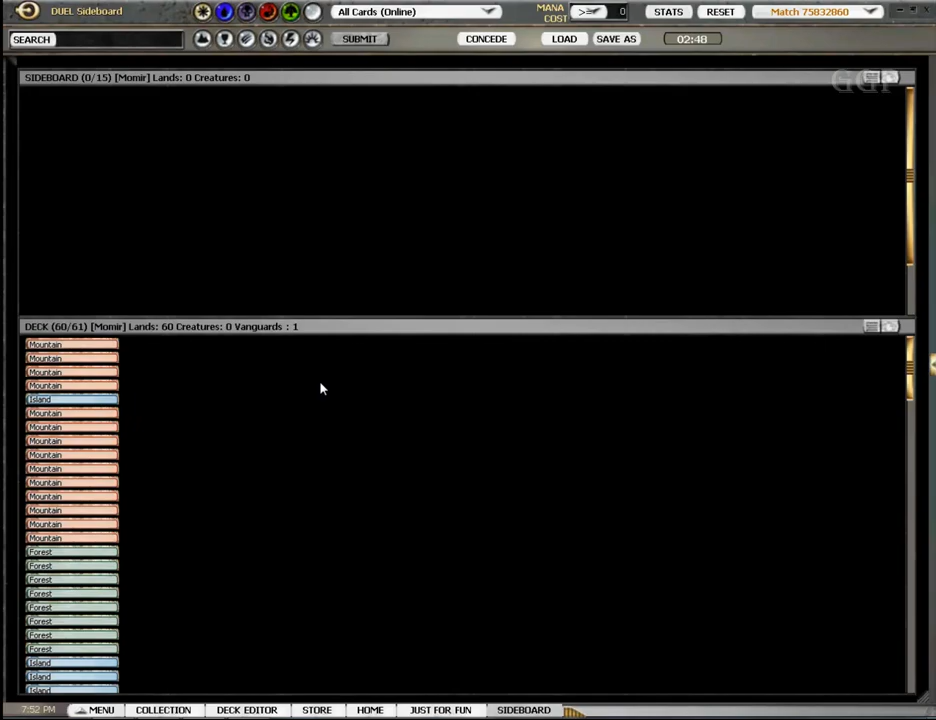 DUEL Sideboard
All Cards (Online)
MANA COST
>=
0
STATS
RESET
Match 75832860
SEARCH
SUBMIT
CONCEDE
LOAD
SAVE AS
02:48
SIDEBOARD (0/15) [Momir] Lands: 0 Creatures: 0
GGP
DECK (60/61) [Momir] Lands: 60 Creatures: 0 Vanguards : 1
Mountain
Mountain
Mountain
Mountain
Island
Mountain
Mountain
Mountain
Mountain
Mountain
Mountain
Mountain
Mountain
Mountain
Mountain
Forest
Forest
Forest
Forest
Forest
Forest
Forest
Forest
Island
Island
Island
7:52 PM
MENU
COLLECTION
DECK EDITOR
STORE
HOME
JUST FOR FUN
SIDEBOARD